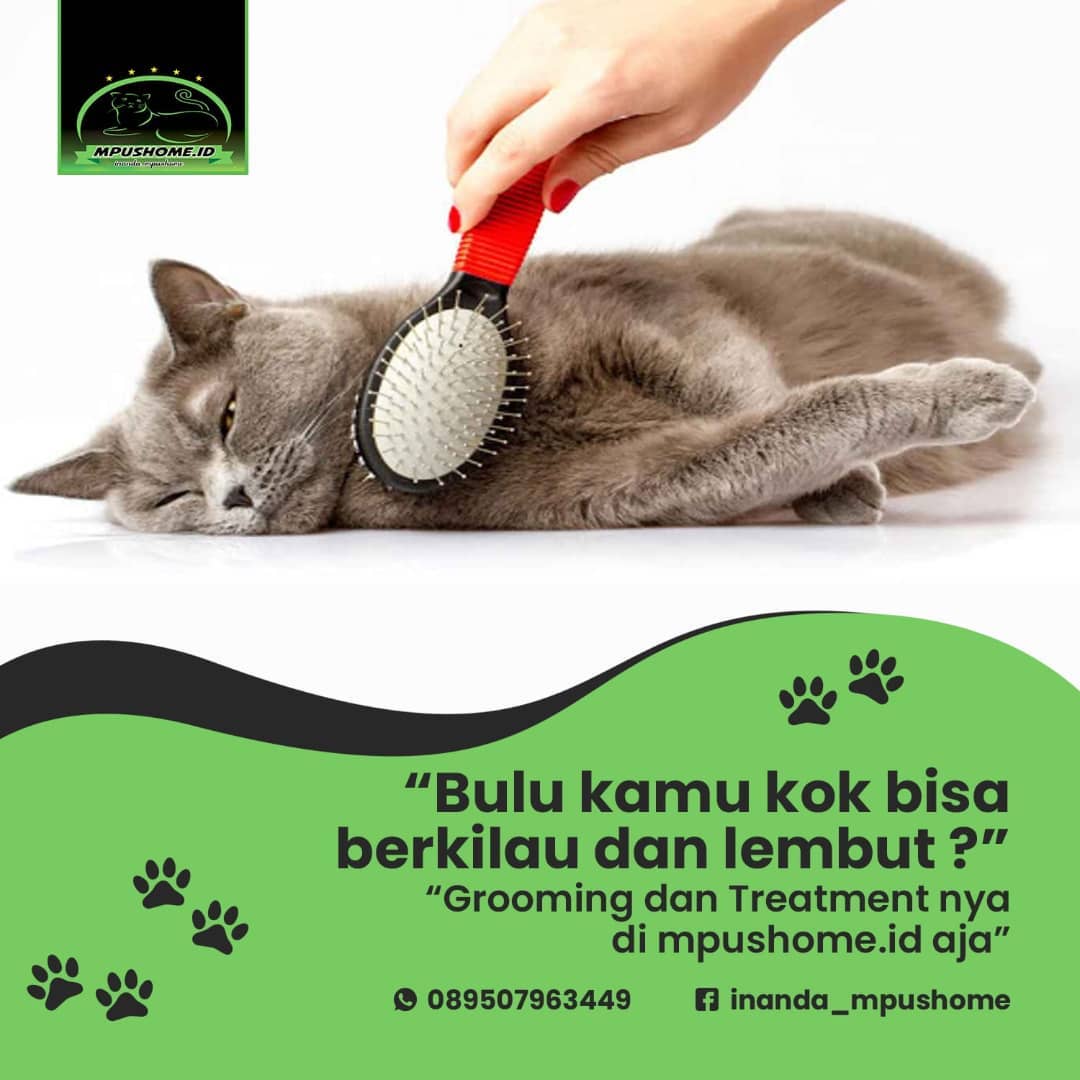 MPUSHOME.ID
inanda_mpushome
“Bulu kamu kok bisa
berkilau dan lembut ?”
“Grooming dan Treatment nya
di mpushome.id aja”
089507963449 inanda_mpushome